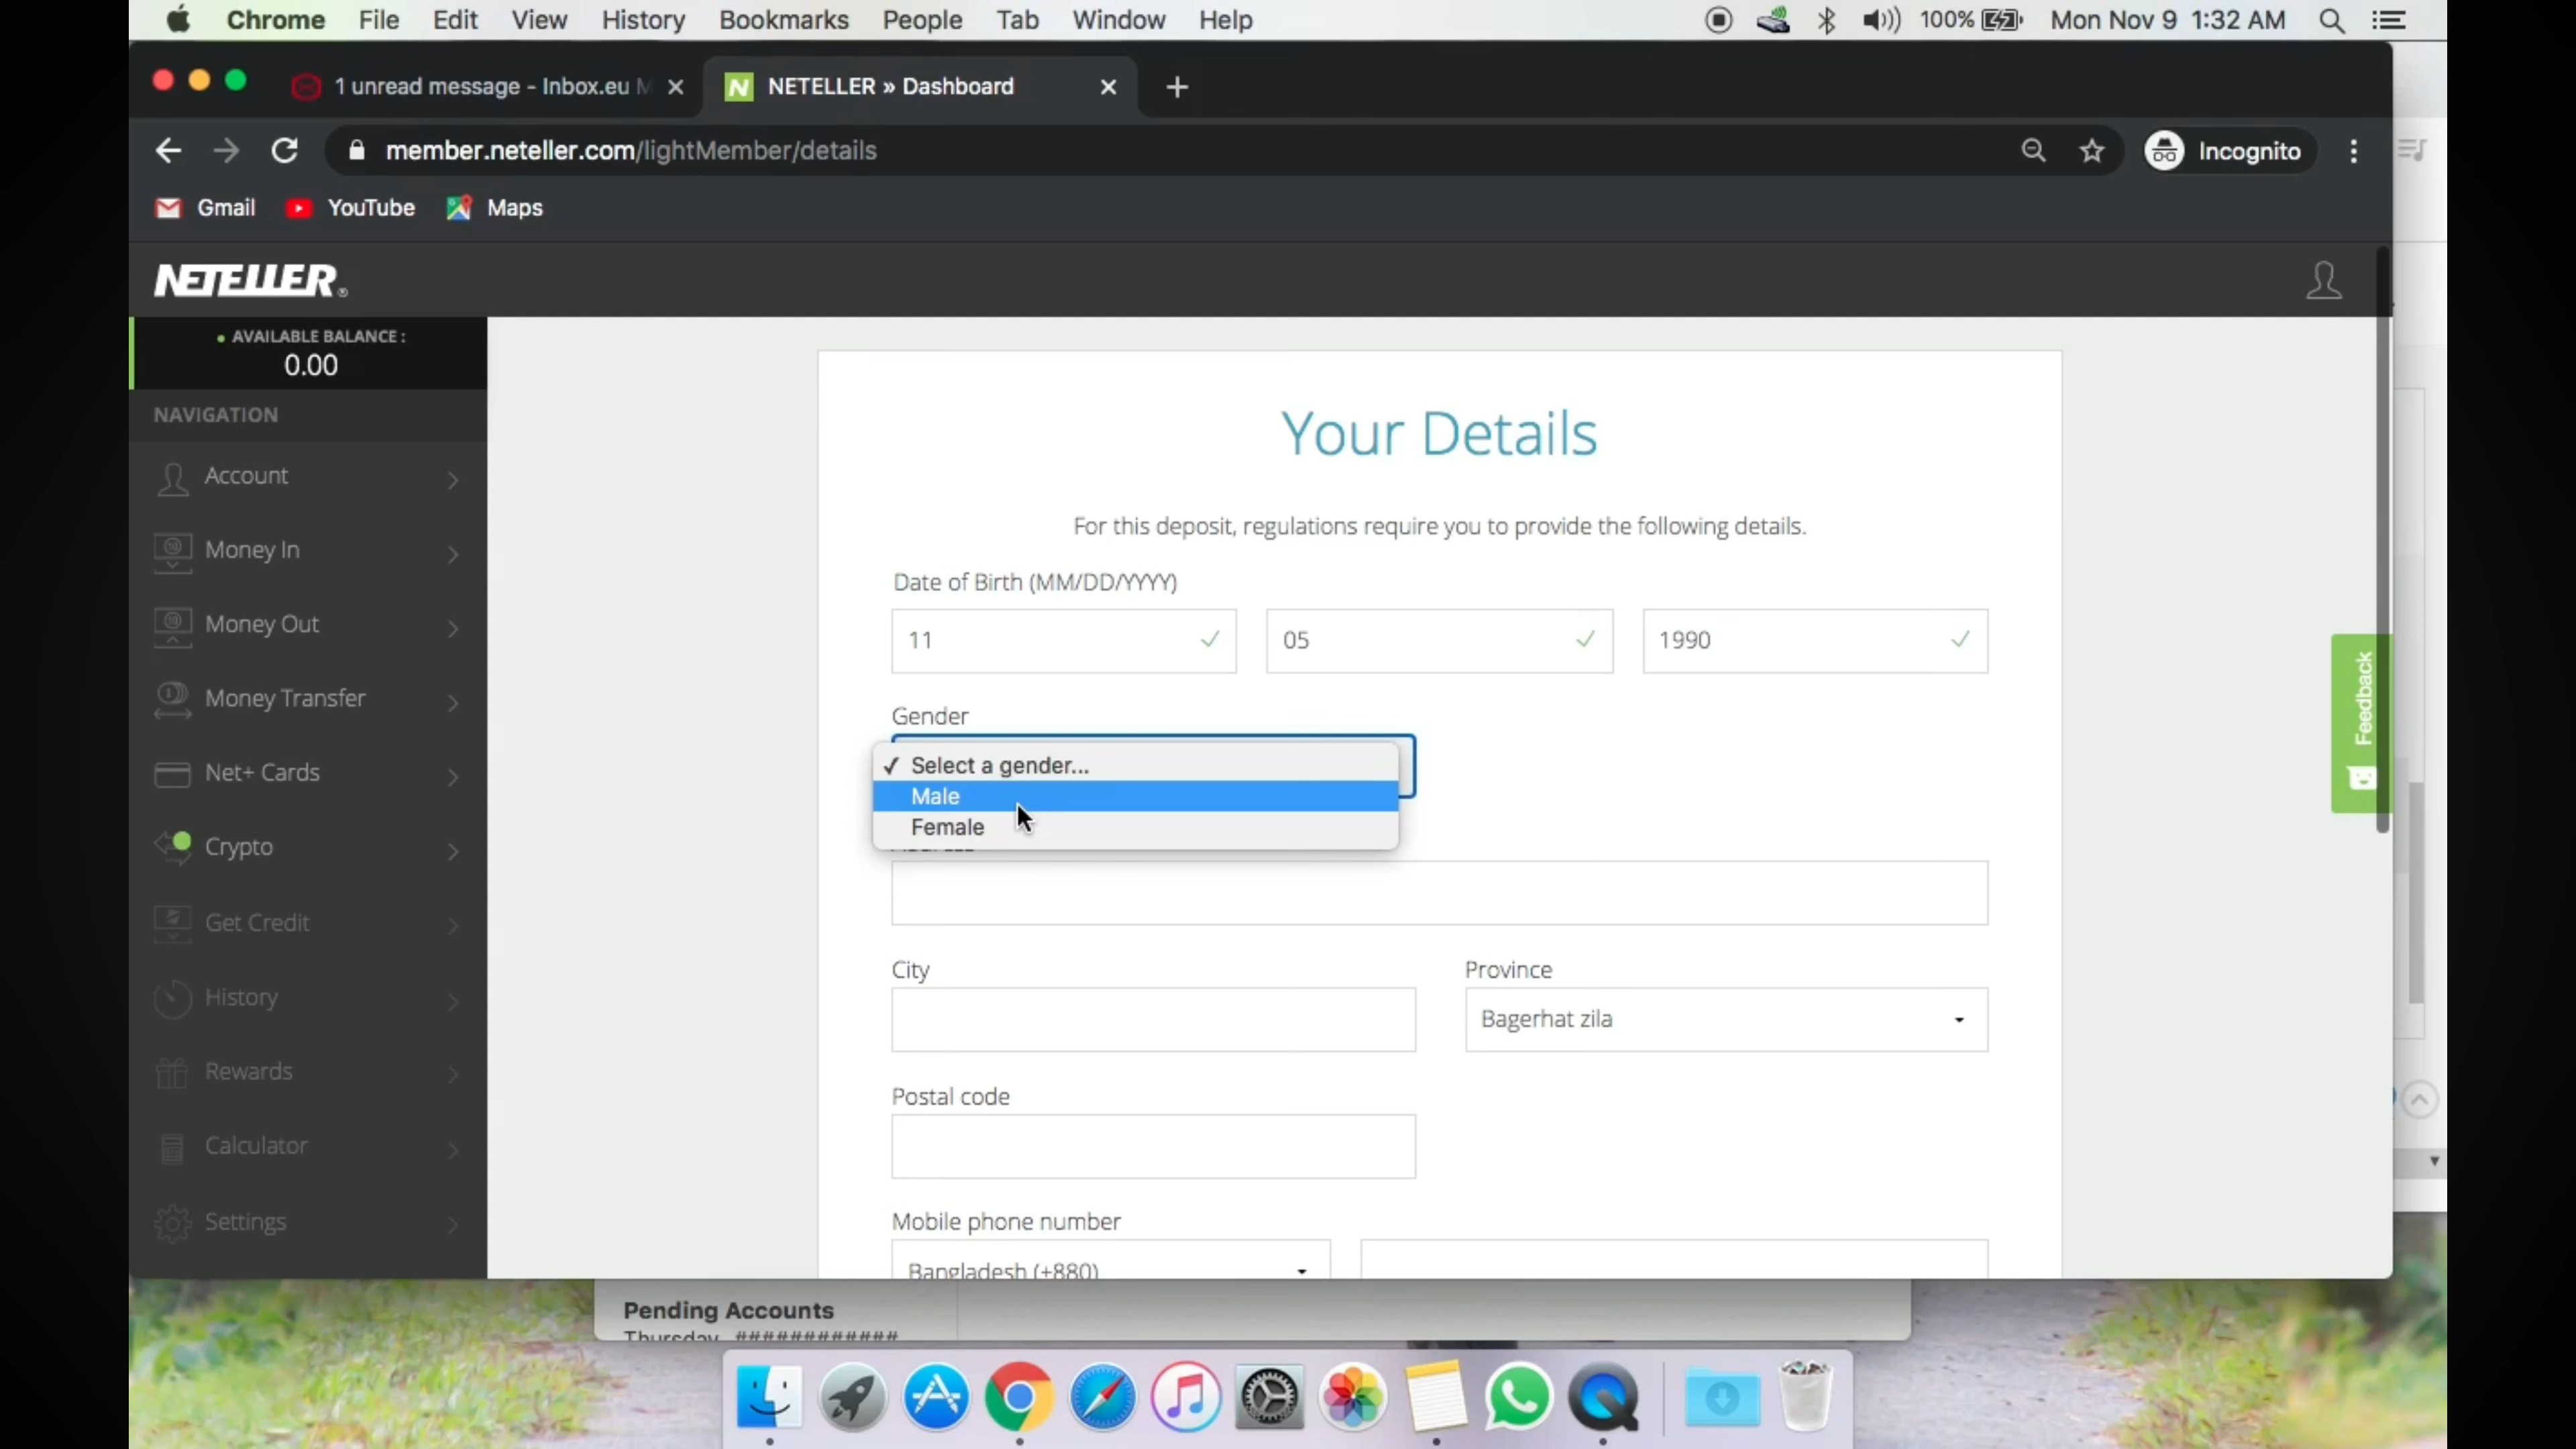 Chrome File Edit View History Bookmarks People Tab Window Help 100% Mon Nov 9 1:32 AM
1 unread message - Inbox.eu M
NETELLER » Dashboard
member.neteller.com/lightMember/details
Incognito
Gmail YouTube Maps
NETELLER
AVAILABLE BALANCE :
0.00
NAVIGATION
Account
Money In
Money Out
Money Transfer
Net+ Cards
Crypto
Get Credit
History
Rewards
Calculator
Settings
Your Details
For this deposit, regulations require you to provide the following details.
Date of Birth (MM/DD/YYYY)
11 05 1990
Gender
✓ Select a gender...
Male
Female
City Province
Bagerhat zila
Postal code
Mobile phone number
Bangladesh (+880)
Feedback
Pending Accounts
Thursday ############